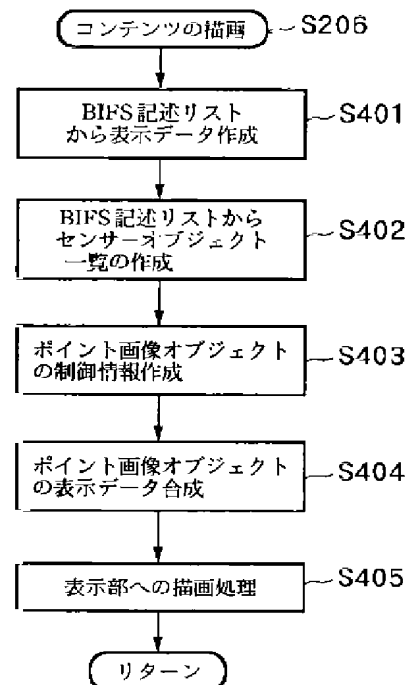 コンテンツの描画
S206
BIFS記述リスト
から表示データ作成
S401
BIFS記述リストから
センサーオブジェクト
一覧の作成
S402
ポイント画像オブジェクト
の制御情報作成
S403
ポイント画像オブジェクト
の表示データ合成
S404
表示部への描画処理
S405
リターン